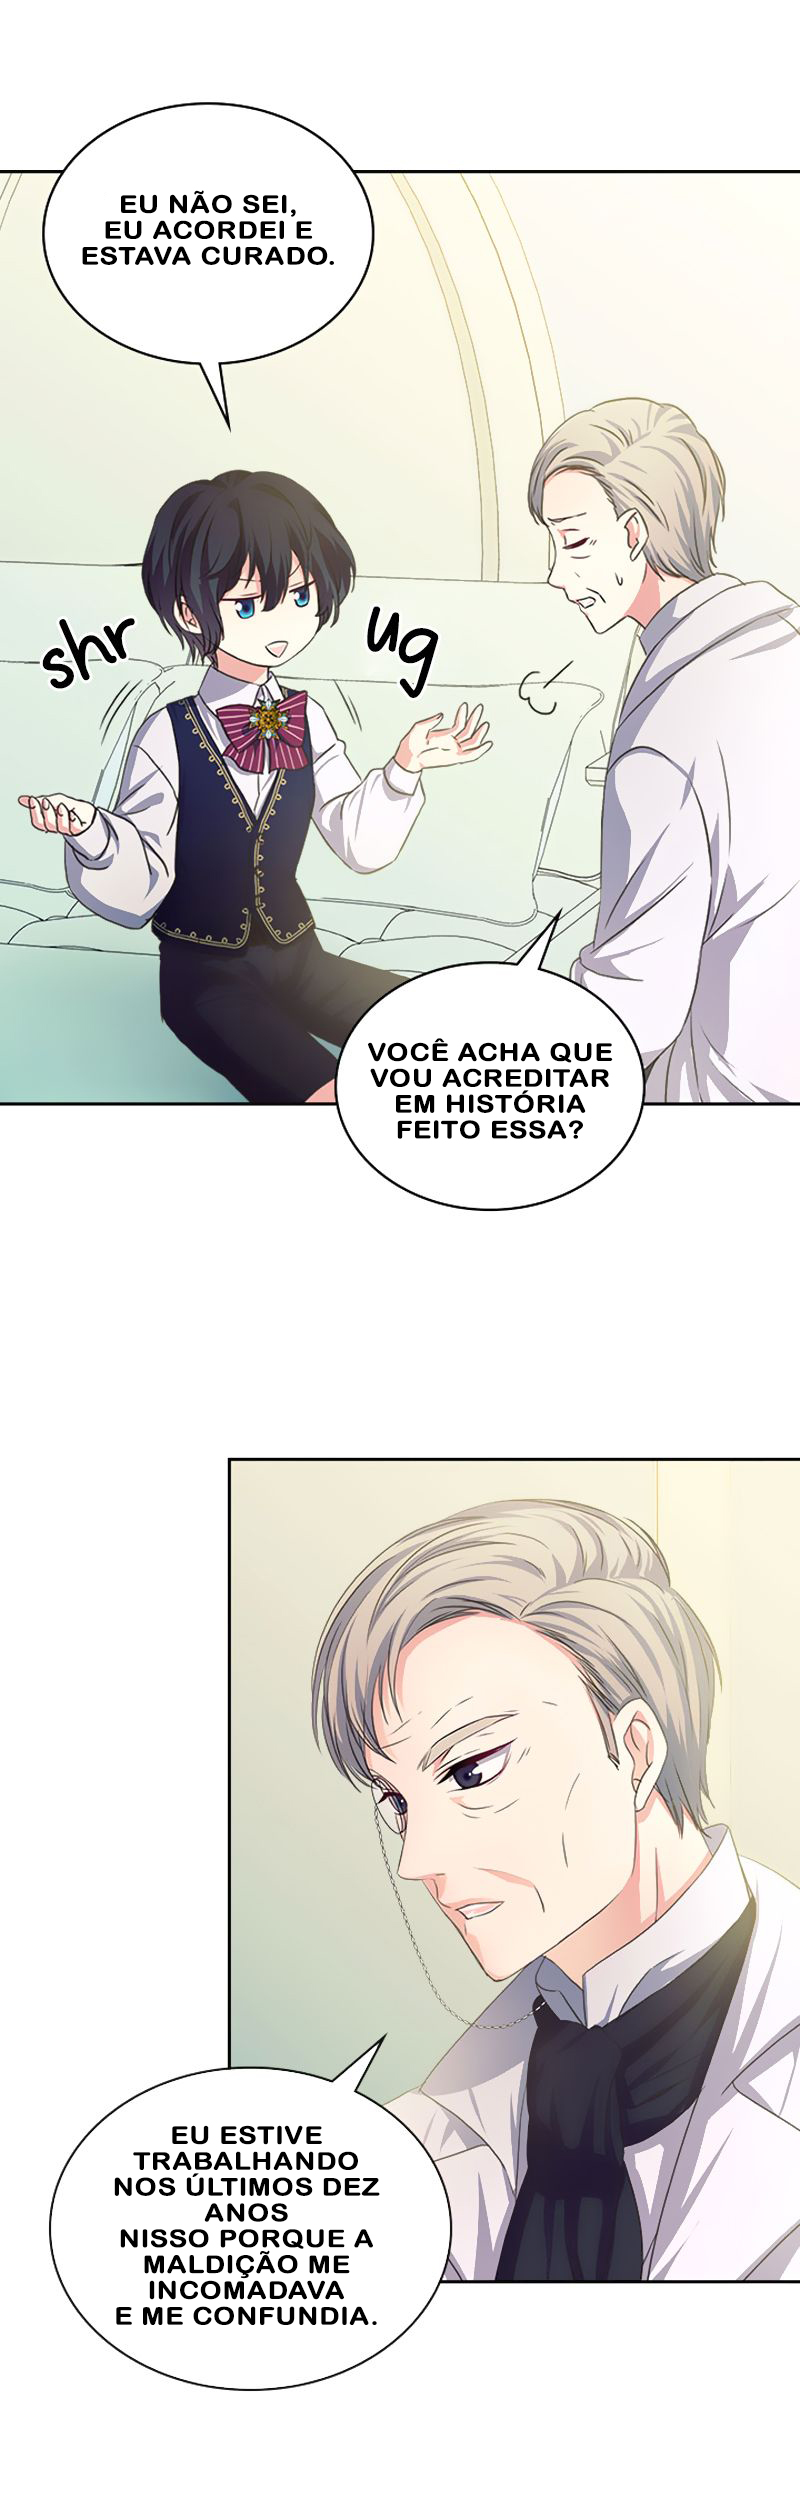 EU NÃO SEI,
EU ACORDEI E
ESTAVA CURADO.
shr
ug
VOCÊ ACHA QUE
VOU ACREDITAR
EM HISTÓRIA
FEITO ESSA?
EU ESTIVE
TRABALHANDO
NOS ÚLTIMOS DEZ
ANOS
NISSO PORQUE A
MALDIÇÃO ME
INCOMADAVA
E ME CONFUNDIA.